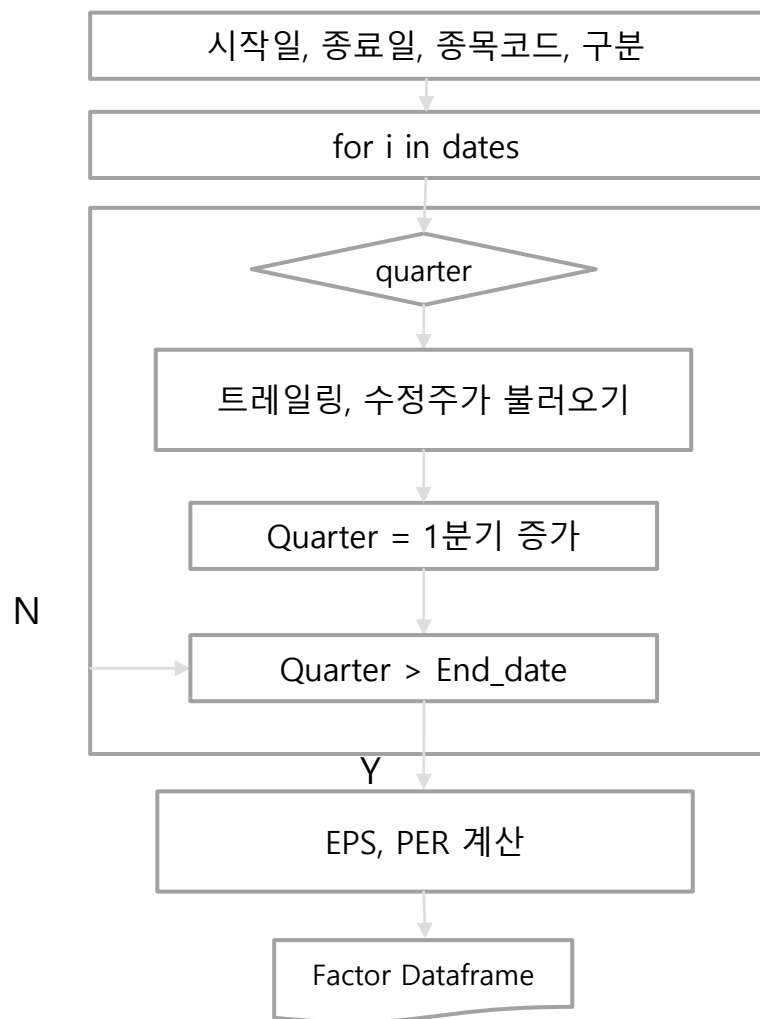 시작일, 종료일, 종목코드, 구분
for i in dates
quarter
트레일링, 수정주가 불러오기
Quarter = 1분기 증가
N
Quarter > End_date
Y
EPS, PER 계산
Factor Dataframe